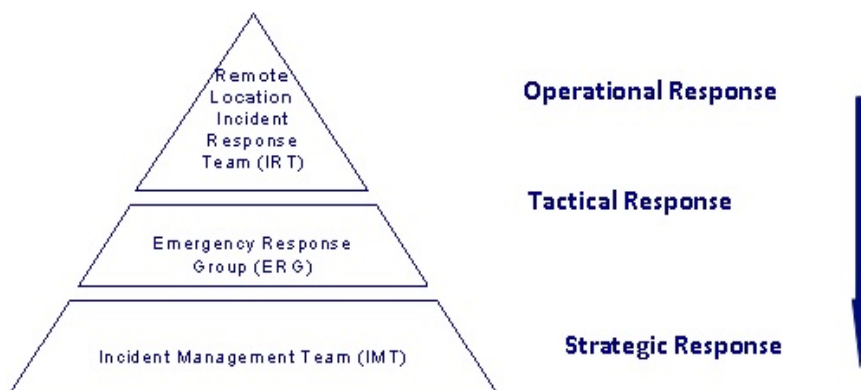 Remote
Location
Incident
Response
Team (IRT)
Operational Response
Tactical Response
Emergency Response
Group (ERG)
Strategic Response
Incident Management Team (IMT)